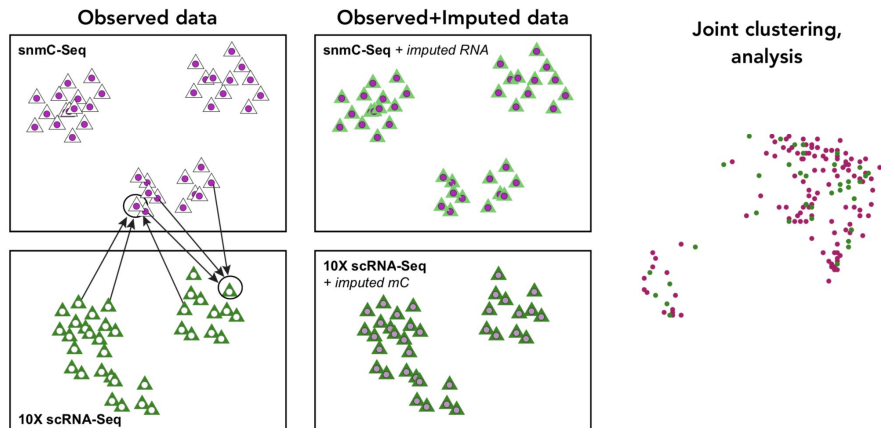 Observed data
Observed+Imputed data
Joint clustering,
analysis
snmC-Seq
snmC-Seq + imputed RNA
10X scRNA-Seq
+ imputed mC
10X scRNA-Seq